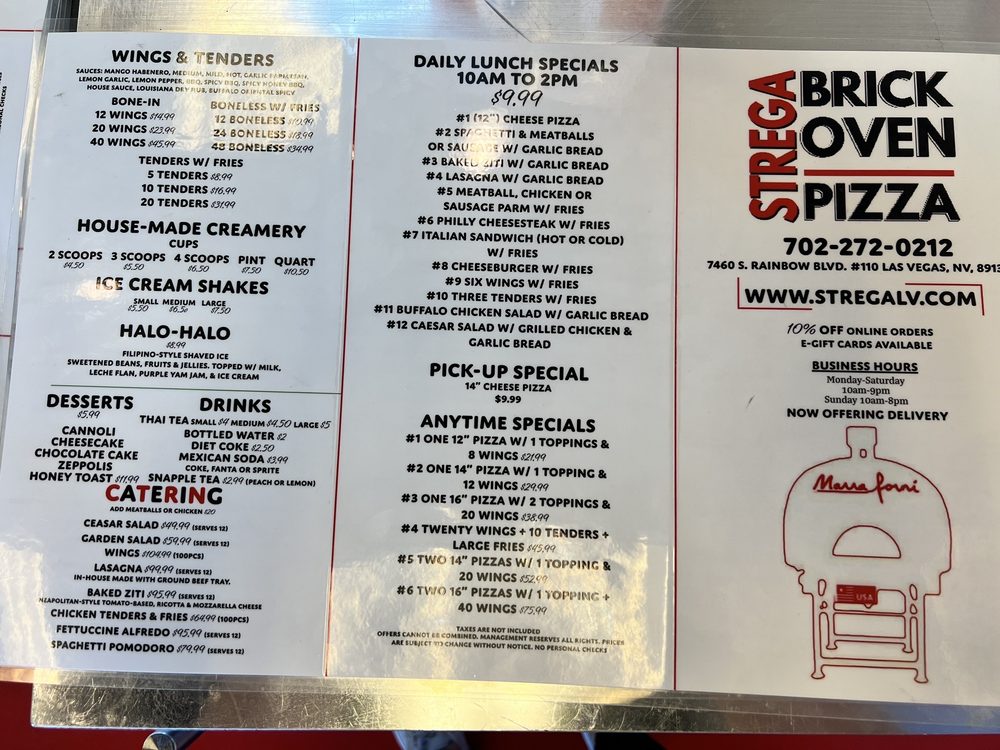 WINGS & TENDERS
SAUCES: MANGO HABENERO, MEDIUM, MILD, HOT, GARLIC PARMESAN,
LEMON GARLIC, LEMON PEPPER, BBQ, SPICY BBQ, SPICY HONEY BBQ,
HOUSE SAUCE, LOUISIANA DRY RUB, BUFFALO ORIENTAL SPICY
BONE-IN
12 WINGS $14.99
20 WINGS $23.99
40 WINGS $45.99
BONELESS W/ FRIES
12 BONELESS $10.99
24 BONELESS $18.99
48 BONELESS $34.99
TENDERS W/ FRIES
5 TENDERS $8.99
10 TENDERS $16.99
20 TENDERS $31.99
HOUSE-MADE CREAMERY
CUPS
2 SCOOPS 3 SCOOPS 4 SCOOPS PINT QUART
$4.50 $5.50 $6.50 $7.50 $10.50
ICE CREAM SHAKES
SMALL MEDIUM LARGE
$5.50 $6.50 $7.50
HALO-HALO
$8.99
FILIPINO-STYLE SHAVED ICE
SWEETENED BEANS, FRUITS & JELLIES. TOPPED W/ MILK,
LECHE FLAN, PURPLE YAM JAM, & ICE CREAM
DESSERTS
$5.99
CANNOLI
CHEESECAKE
CHOCOLATE CAKE
ZEPPOLIS
HONEY TOAST $11.99
DRINKS
THAI TEA SMALL $4 MEDIUM $4.50 LARGE $5
BOTTLED WATER $2
DIET COKE $2.50
MEXICAN SODA $3.99
COKE, FANTA OR SPRITE
SNAPPLE TEA $2.99 (PEACH OR LEMON)
CATERING
ADD MEATBALLS OR CHICKEN $20
CEASAR SALAD $49.99 (SERVES 12)
GARDEN SALAD $59.99 (SERVES 12)
WINGS $104.99 (100PCS)
LASAGNA $99.99 (SERVES 12)
IN-HOUSE MADE WITH GROUND BEEF TRAY.
BAKED ZITI $95.99 (SERVES 12)
NEAPOLITAN-STYLE TOMATO-BASED, RICOTTA & MOZZARELLA CHEESE
CHICKEN TENDERS & FRIES $64.99 (100PCS)
FETTUCCINE ALFREDO $95.99 (SERVES 12)
SPAGHETTI POMODORO $79.99 (SERVES 12)
DAILY LUNCH SPECIALS
10AM TO 2PM
$9.99
#1 (12") CHEESE PIZZA
#2 SPAGHETTI & MEATBALLS
OR SAUSAGE W/ GARLIC BREAD
#3 BAKED ZITI W/ GARLIC BREAD
#4 LASAGNA W/ GARLIC BREAD
#5 MEATBALL, CHICKEN OR
SAUSAGE PARM W/ FRIES
#6 PHILLY CHEESESTEAK W/ FRIES
#7 ITALIAN SANDWICH (HOT OR COLD)
W/ FRIES
#8 CHEESEBURGER W/ FRIES
#9 SIX WINGS W/ FRIES
#10 THREE TENDERS W/ FRIES
#11 BUFFALO CHICKEN SALAD W/ GARLIC BREAD
#12 CAESAR SALAD W/ GRILLED CHICKEN &
GARLIC BREAD
PICK-UP SPECIAL
14" CHEESE PIZZA
$9.99
ANYTIME SPECIALS
#1 ONE 12" PIZZA W/ 1 TOPPINGS &
8 WINGS $21.99
#2 ONE 14" PIZZA W/ 1 TOPPING &
12 WINGS $29.99
#3 ONE 16" PIZZA W/ 2 TOPPINGS &
20 WINGS $38.99
#4 TWENTY WINGS + 10 TENDERS +
LARGE FRIES $45.99
#5 TWO 14" PIZZAS W/ 1 TOPPING &
20 WINGS $52.99
#6 TWO 16" PIZZAS W/ 1 TOPPING +
40 WINGS $75.99
TAXES ARE NOT INCLUDED
OFFERS CANNOT BE COMBINED. MANAGEMENT RESERVES ALL RIGHTS. PRICES
ARE SUBJECT TO CHANGE WITHOUT NOTICE. NO PERSONAL CHECKS
STREGA
BRICK
OVEN
PIZZA
702-272-0212
7460 S. RAINBOW BLVD. #110 LAS VEGAS, NV, 8913
WWW.STREGALV.COM
10% OFF ONLINE ORDERS
E-GIFT CARDS AVAILABLE
BUSINESS HOURS
Monday-Saturday
10am-9pm
Sunday 10am-8pm
NOW OFFERING DELIVERY
Marra Forni
USA